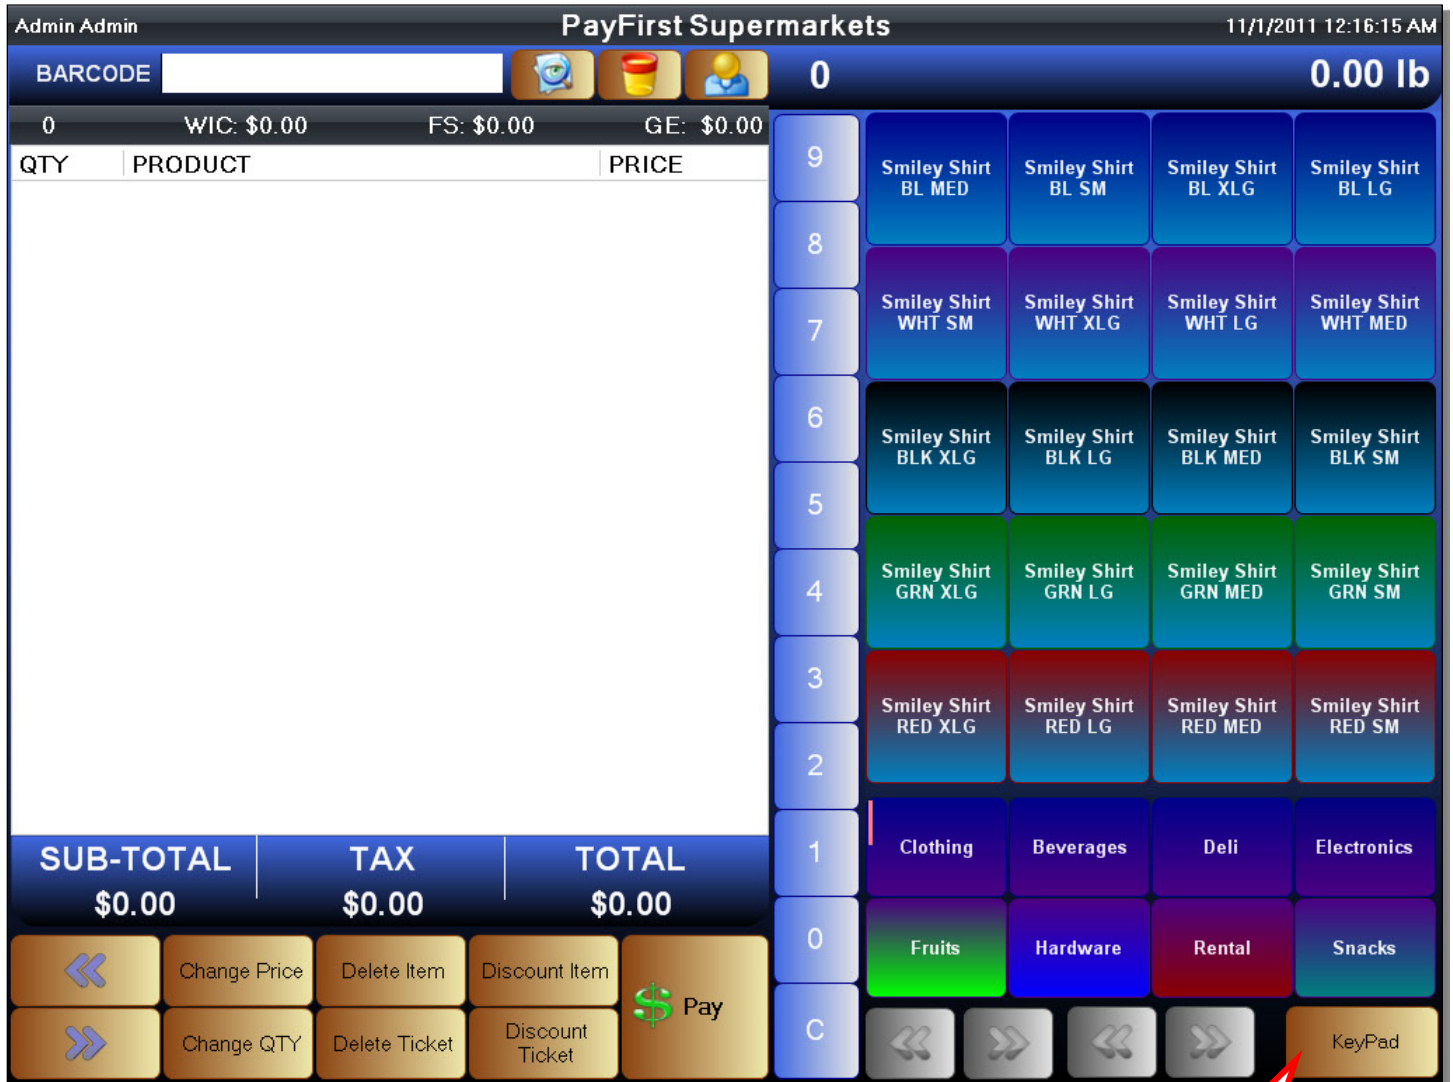 Admin Admin PayFirst Supermarkets 11/1/2011 12:16:15 AM
BARCODE 0 0.00 lb
0 WIC: $0.00 FS: $0.00 GE: $0.00
QTY PRODUCT PRICE
SUB-TOTAL TAX TOTAL
$0.00 $0.00 $0.00
Change Price Delete Item Discount Item
Change QTY Delete Ticket Discount
Ticket
$ Pay
9
8
7
6
5
4
3
2
1
0
C
Smiley Shirt Smiley Shirt Smiley Shirt Smiley Shirt
BL MED BL SM BL XLG BL LG
Smiley Shirt Smiley Shirt Smiley Shirt Smiley Shirt
WHT SM WHT XLG WHT LG WHT MED
Smiley Shirt Smiley Shirt Smiley Shirt Smiley Shirt
BLK XLG BLK LG BLK MED BLK SM
Smiley Shirt Smiley Shirt Smiley Shirt Smiley Shirt
GRN XLG GRN LG GRN MED GRN SM
Smiley Shirt Smiley Shirt Smiley Shirt Smiley Shirt
RED XLG RED LG RED MED RED SM
Clothing Beverages Deli Electronics
Fruits Hardware Rental Snacks
KeyPad